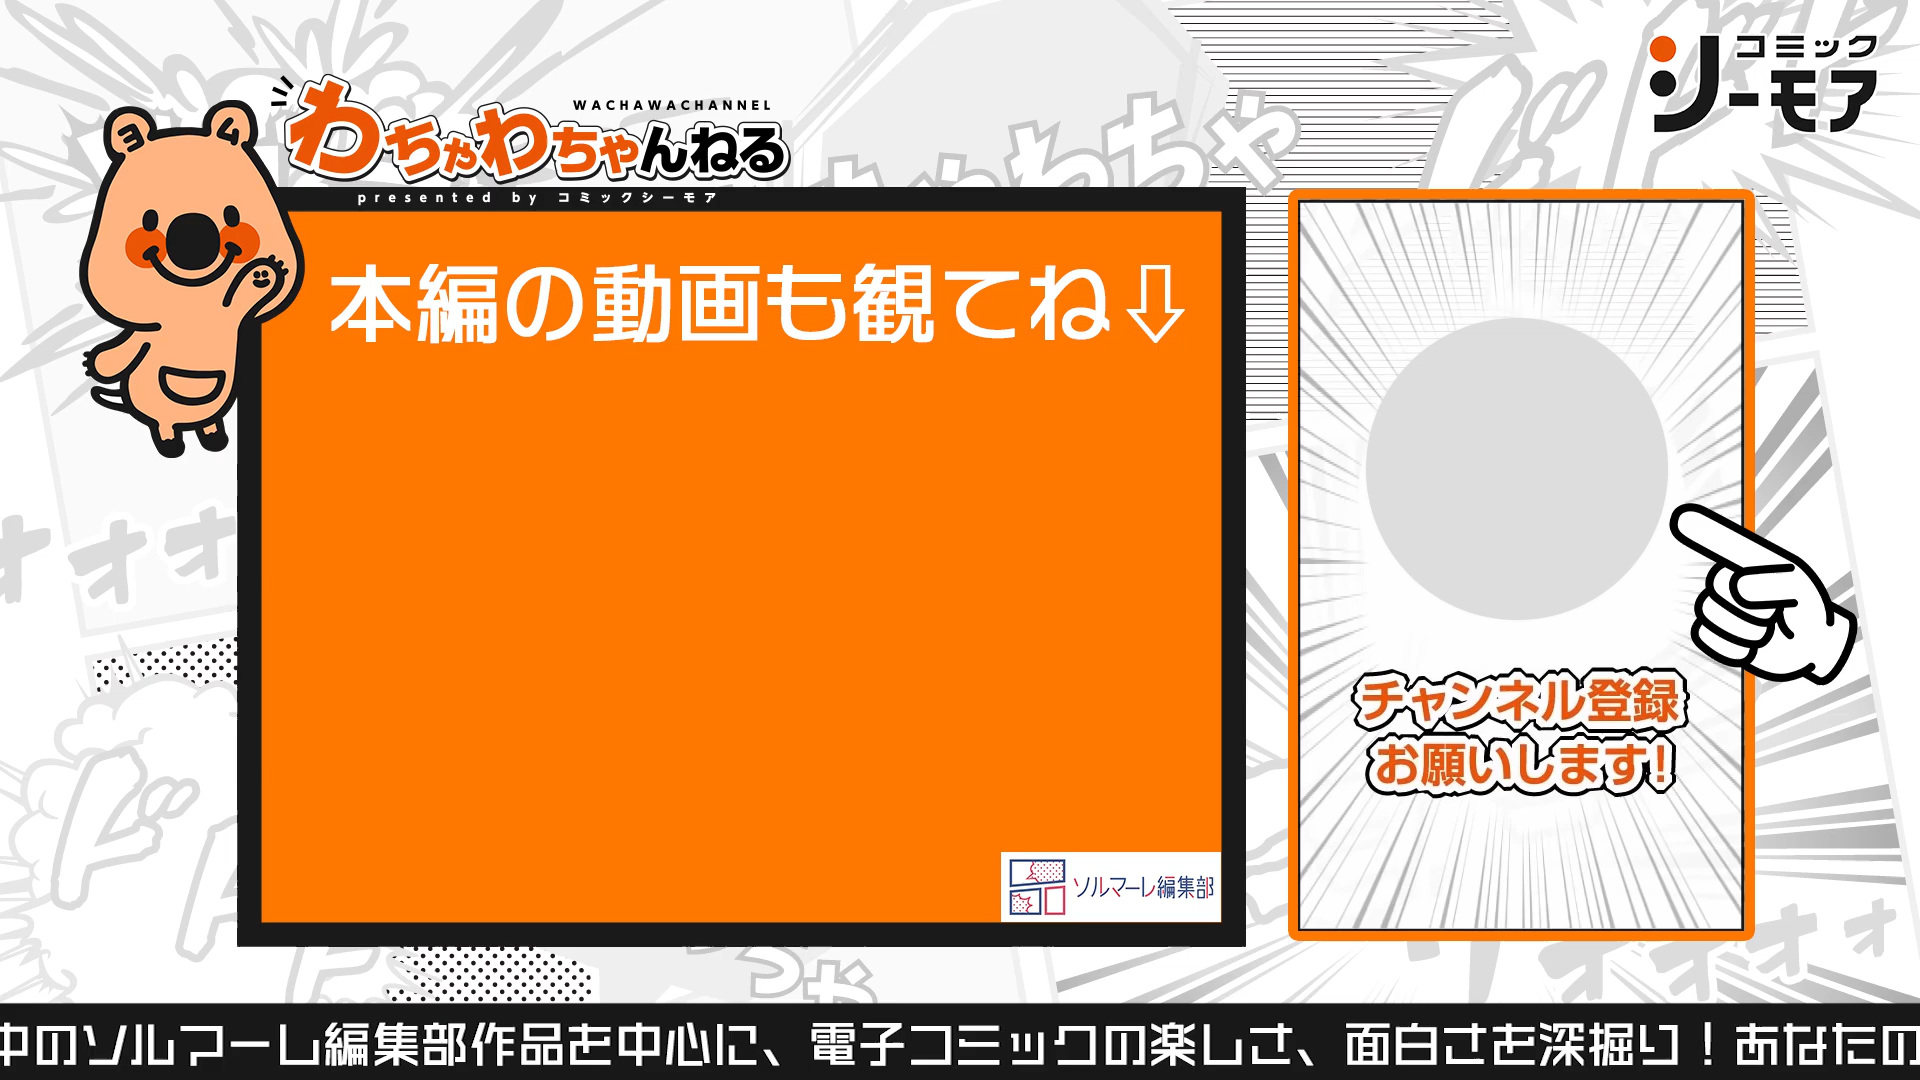 コミック
シーモア
WACHAWACHANNEL
わちゃわちゃんねる
presented by コミックシーモア
34
本編の動画も観てね⇩
チャンネル登録
お願いします!
ソルマーレ編集部
中のソルマーレ編集部作品を中心に、電子コミックの楽しさ、面白さを深掘り！あなたの